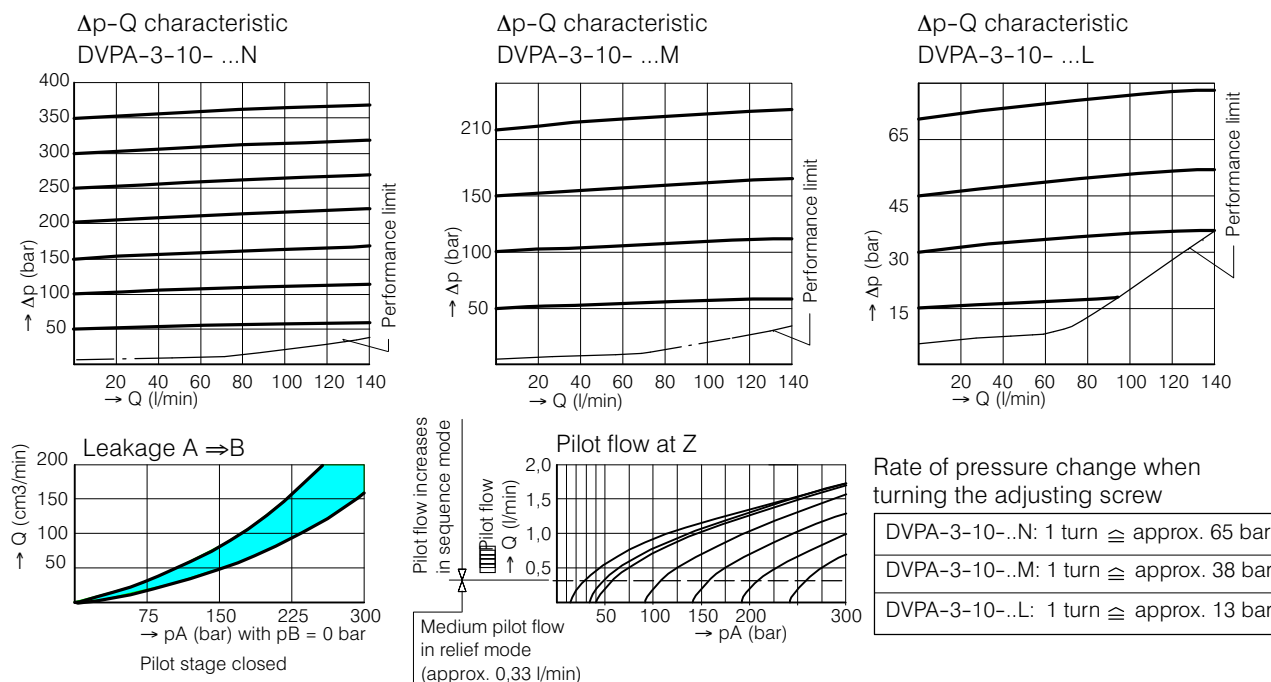 Δp-Q characteristic
DVPA-3-10- ...N
400
350
300
250
200
150
100
50
→ Δp (bar)
20 40 60 80 100 120 140
→ Q (l/min)
Performance limit
Δp-Q characteristic
DVPA-3-10- ...M
210
150
100
50
→ Δp (bar)
20 40 60 80 100 120 140
→ Q (l/min)
Performance limit
Δp-Q characteristic
DVPA-3-10- ...L
65
45
30
15
→ Δp (bar)
20 40 60 80 100 120 140
→ Q (l/min)
Performance limit
Leakage A ⇒B
→ Q (cm3/min)
200
150
100
50
75 150 225 300
→ pA (bar) with pB = 0 bar
Pilot stage closed
Pilot flow increases
in sequence mode
Medium pilot flow
in relief mode
(approx. 0,33 l/min)
Pilot flow at Z
Pilot flow
→ Q (l/min)
2,0
1,5
1,0
0,5
50 100 150 200 300
→ pA (bar)
Rate of pressure change when
turning the adjusting screw
DVPA-3-10-..N: 1 turn ≙ approx. 65 bar
DVPA-3-10-..M: 1 turn ≙ approx. 38 bar
DVPA-3-10-..L: 1 turn ≙ approx. 13 bar